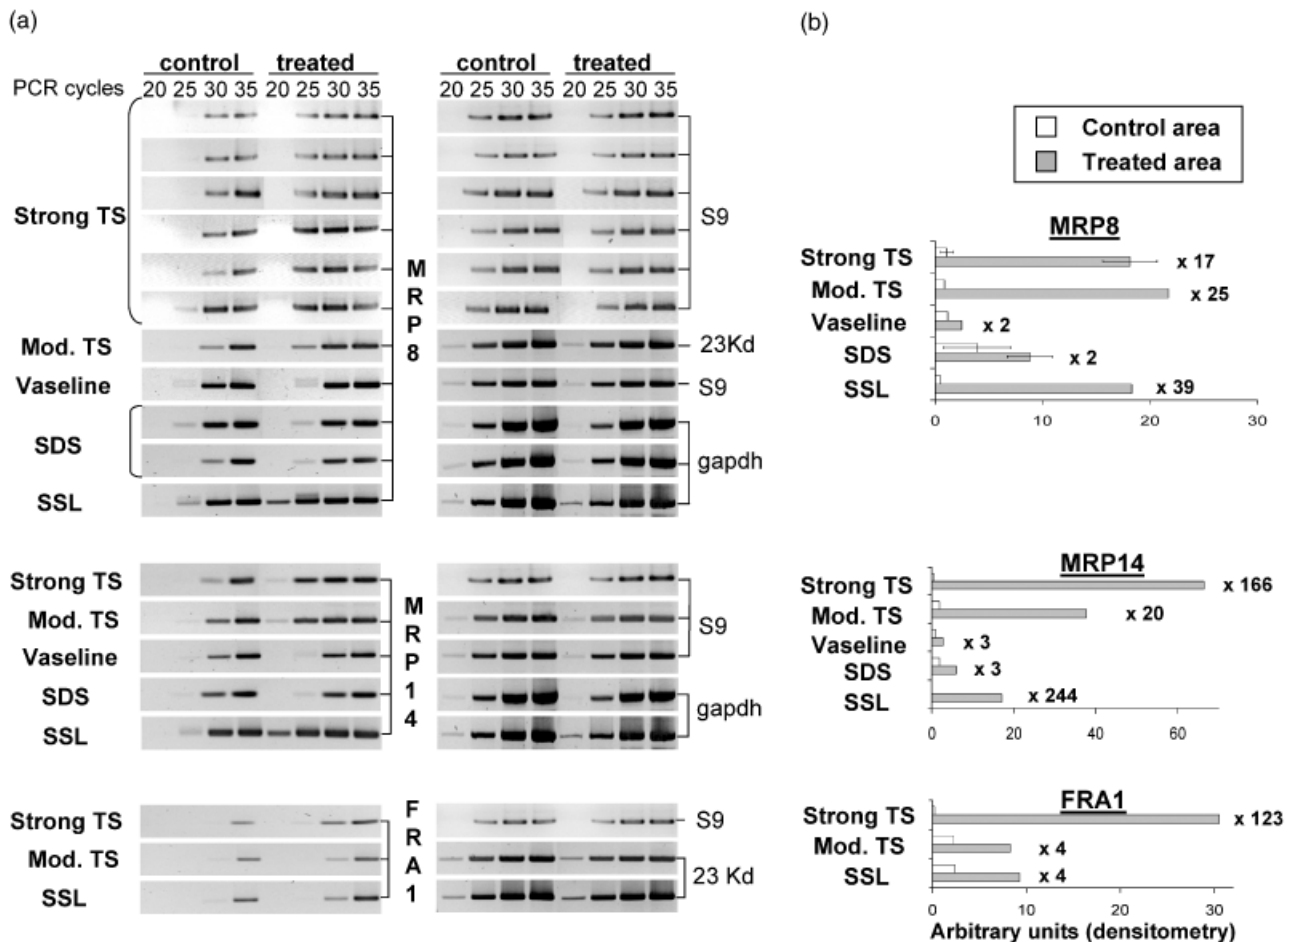 (a)
control treated control treated
PCR cycles 20 25 30 35 20 25 30 35 20 25 30 35 20 25 30 35
Strong TS
Mod. TS
Vaseline
SDS
SSL
MRP8
S9
23Kd
S9
gapdh
Strong TS
Mod. TS
Vaseline
SDS
SSL
MRP14
S9
gapdh
Strong TS
Mod. TS
SSL
FRA1
S9
23 Kd
(b)
Control area
Treated area
MRP8
Strong TS x 17
Mod. TS x 25
Vaseline x 2
SDS x 2
SSL x 39
0 10 20 30
MRP14
Strong TS x 166
Mod. TS x 20
Vaseline x 3
SDS x 3
SSL x 244
0 20 40 60
FRA1
Strong TS x 123
Mod. TS x 4
SSL x 4
0 10 20 30
Arbitrary units (densitometry)